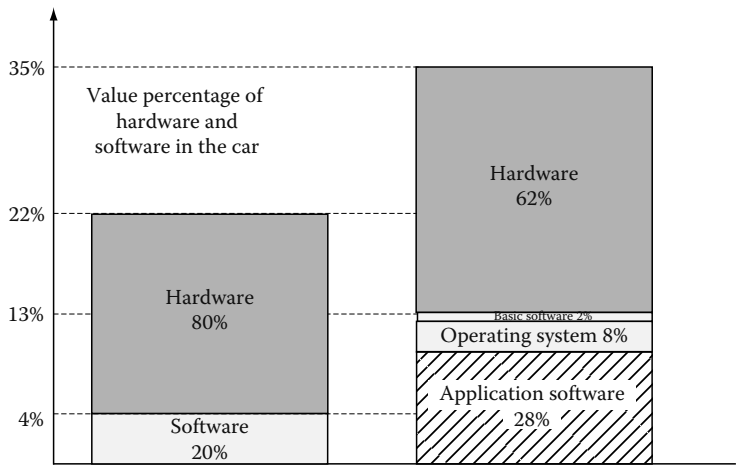 35%
Value percentage of
hardware and
software in the car
Hardware
62%
22%
Hardware
80%
13%
Basic software 2%
Operating system 8%
Application software
28%
4%
Software
20%